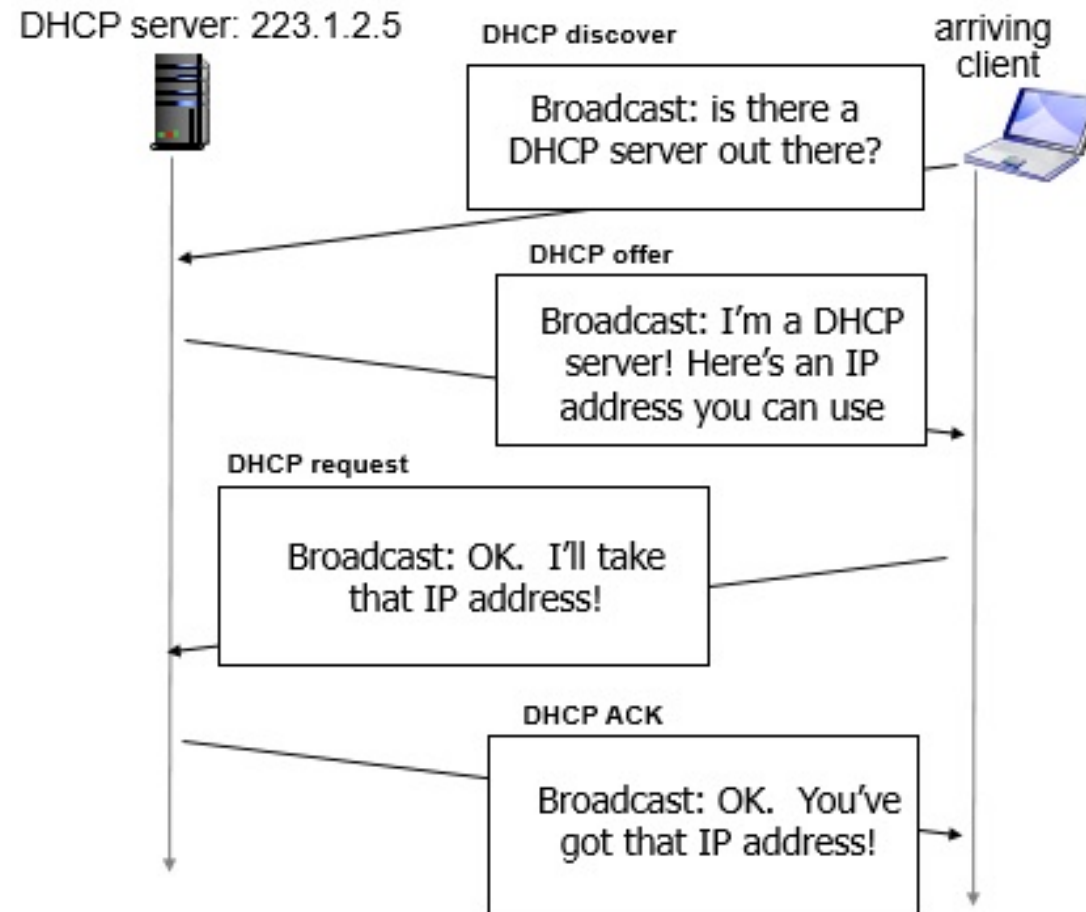 DHCP server: 223.1.2.5
DHCP discover
arriving
client
Broadcast: is there a
DHCP server out there?
DHCP offer
Broadcast: I'm a DHCP
server! Here's an IP
address you can use
DHCP request
Broadcast: OK. I'll take
that IP address!
DHCP ACK
Broadcast: OK. You've
got that IP address!